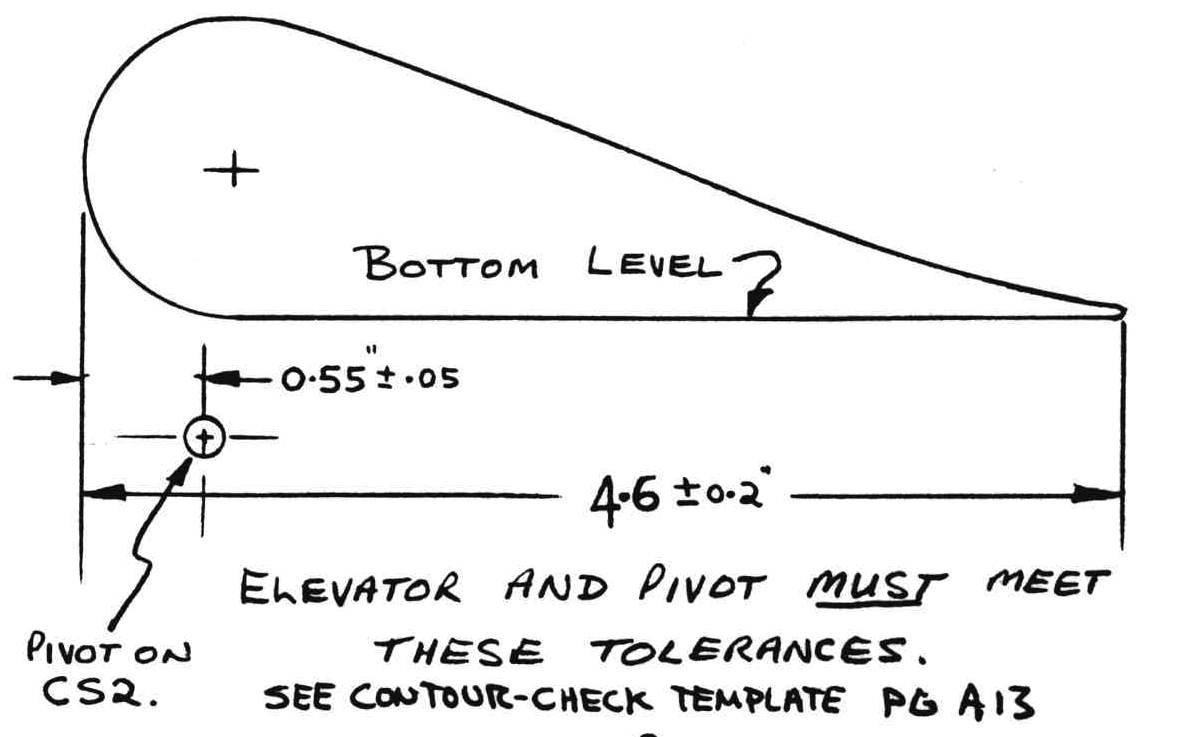 BOTTOM LEVEL
0.55" ± .05
4.6 ± 0.2"
ELEVATOR AND PIVOT MUST MEET
THESE TOLERANCES.
PIVOT ON
CS2.
SEE CONTOUR-CHECK TEMPLATE PG A13